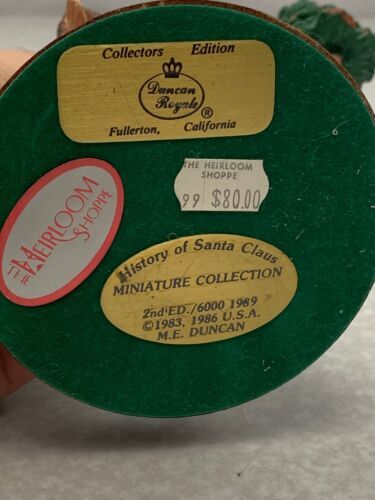 Collectors Edition
Duncan
Royale
®
Fullerton, California
THE HEIRLOOM
SHOPPE
99 $80.00
THE
HEIRLOOM
SHOPPE
History of Santa Claus
MINIATURE COLLECTION
2nd ED./6000 1989
©1983, 1986 U.S.A.
M.E. DUNCAN